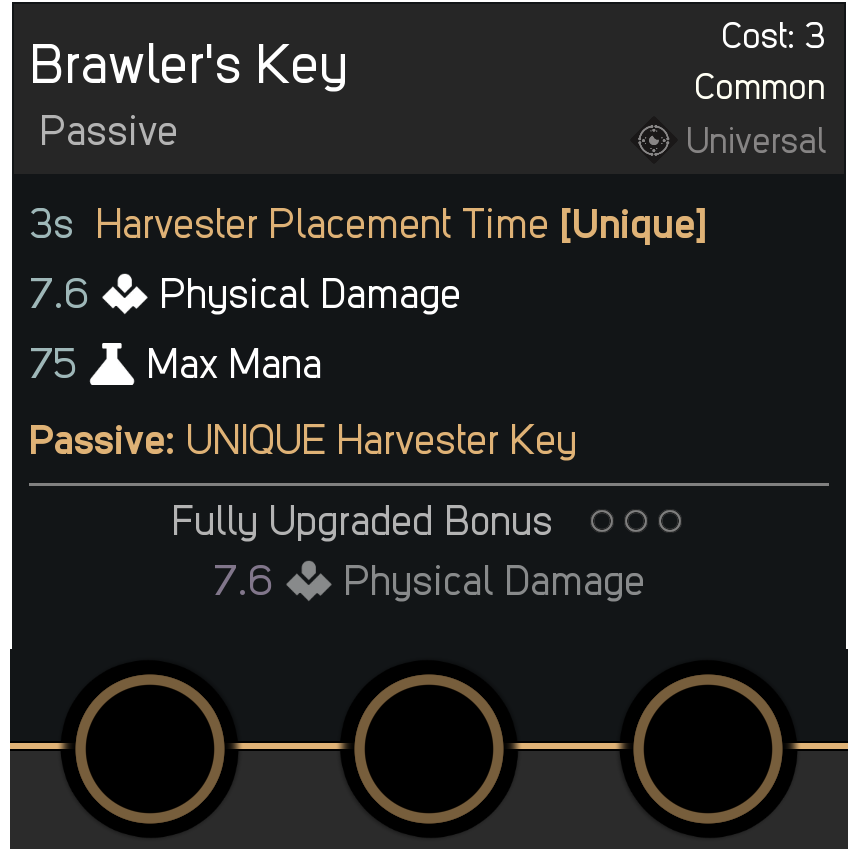 Brawler's Key
Cost: 3
Common
Passive
Universal
3s Harvester Placement Time [Unique]
7.6 Physical Damage
75 Max Mana
Passive: UNIQUE Harvester Key
Fully Upgraded Bonus
7.6 Physical Damage